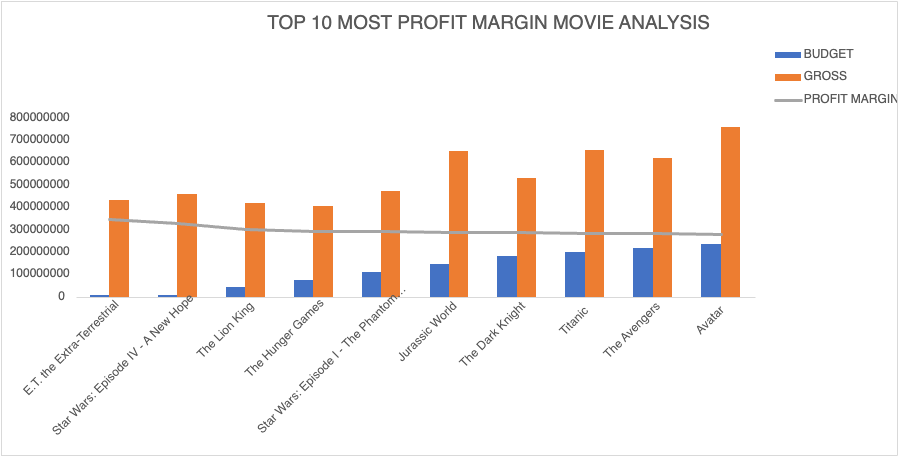 TOP 10 MOST PROFIT MARGIN MOVIE ANALYSIS
BUDGET
GROSS
PROFIT MARGIN
800000000
700000000
600000000
500000000
400000000
300000000
200000000
100000000
0
E.T. the Extra-Terrestrial
Star Wars: Episode IV - A New Hope
The Lion King
The Hunger Games
Star Wars: Episode I - The Phantom...
Jurassic World
The Dark Knight
Titanic
The Avengers
Avatar